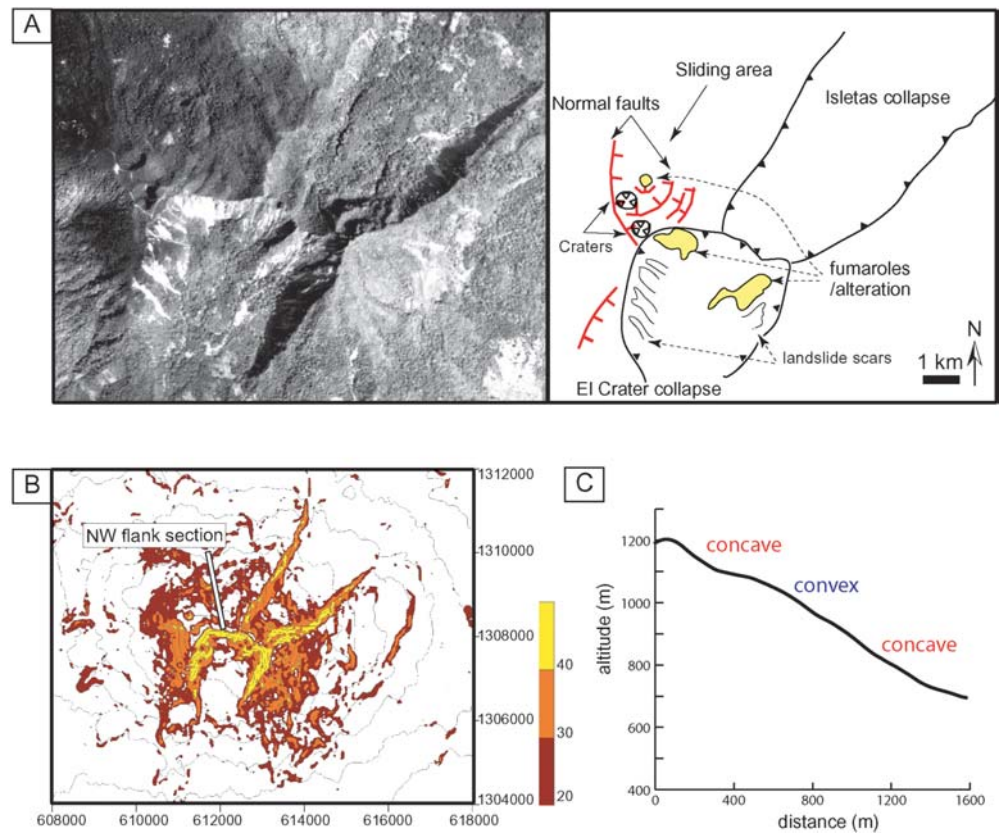 A
Sliding area
Normal faults
Isletas collapse
Craters
fumaroles
/alteration
N
landslide scars
1 km
El Crater collapse
B
NW flank section
1312000
1310000
1308000
1306000
1304000
40
30
20
608000 610000 612000 614000 616000 618000
C
altitude (m)
1200
1000
800
600
400
concave
convex
concave
0 400 800 1200 1600
distance (m)